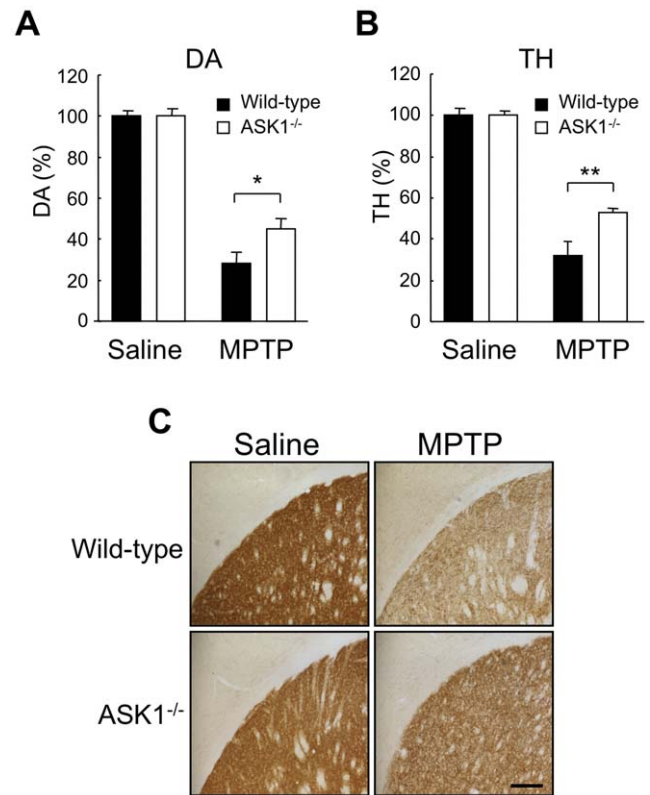 A
DA
120
100
80
60
40
20
0
DA (%)
Wild-type
ASK1-/-
*
Saline
MPTP
B
TH
120
100
80
60
40
20
0
TH (%)
Wild-type
ASK1-/-
**
Saline
MPTP
C
Saline
MPTP
Wild-type
ASK1-/-